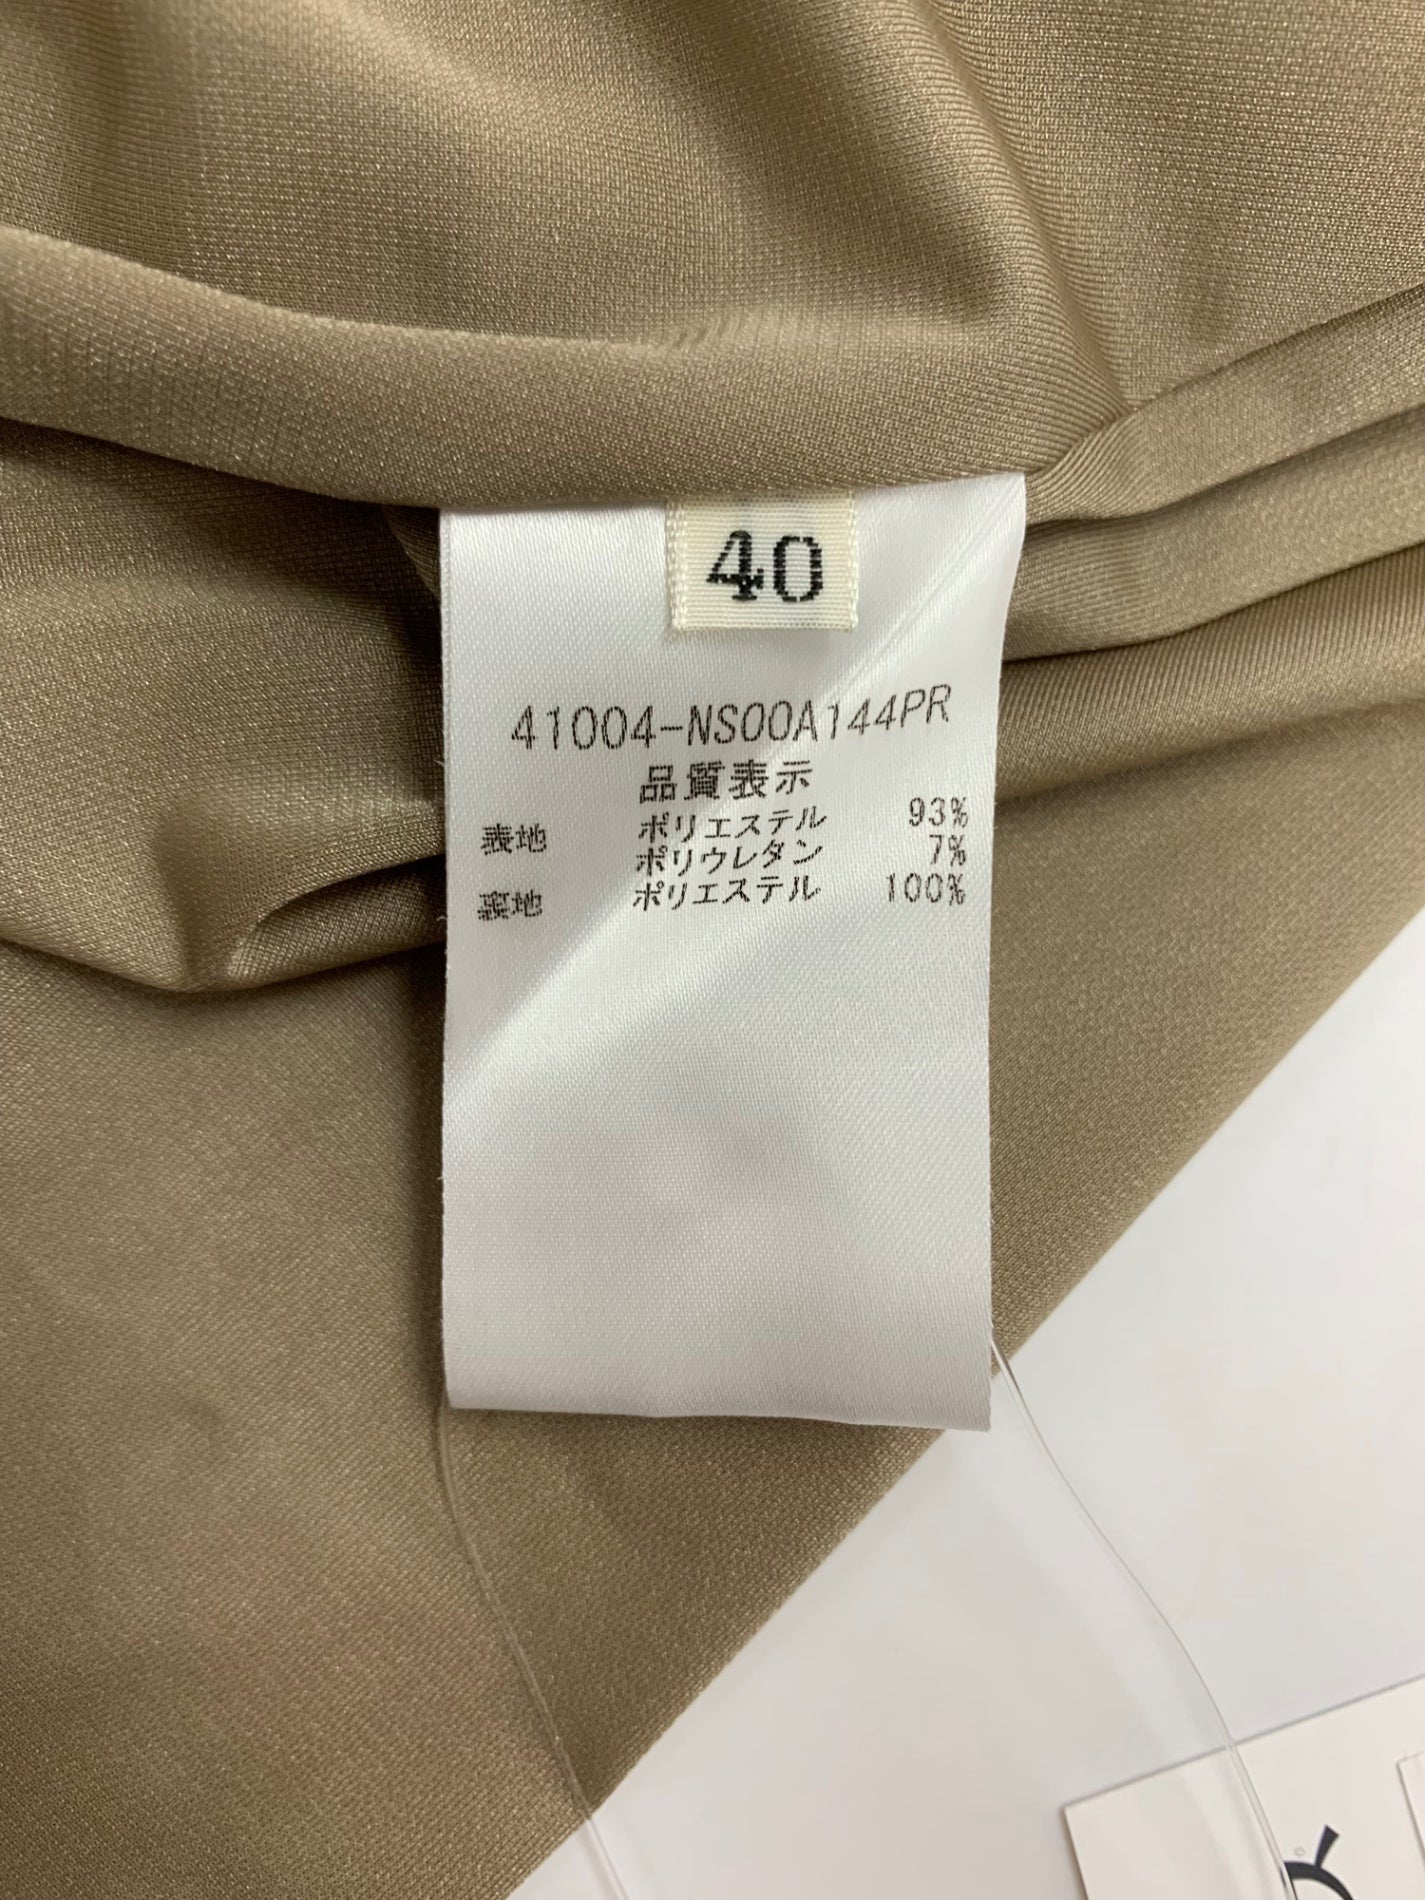 40
41004-NS00A144PR
品質表示
表地 ポリエステル 93%
ポリウレタン 7%
裏地 ポリエステル 100%
©